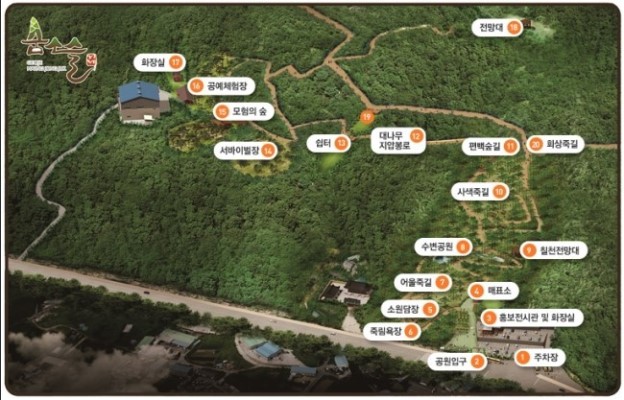 숨소슬
전망대 18
화장실 17
16 공예체험장
15 모험의 숲
서바이벌장 14
쉼터 13
19
대나무
지압봉로 12
편백숲길 11
20 회상죽길
사색죽길 10
수변공원 8
9 칠천전망대
어울죽길 7
4 매표소
소원담장 5
3 홍보전시관 및 화장실
죽림욕장 6
공원입구 2
1 주차장